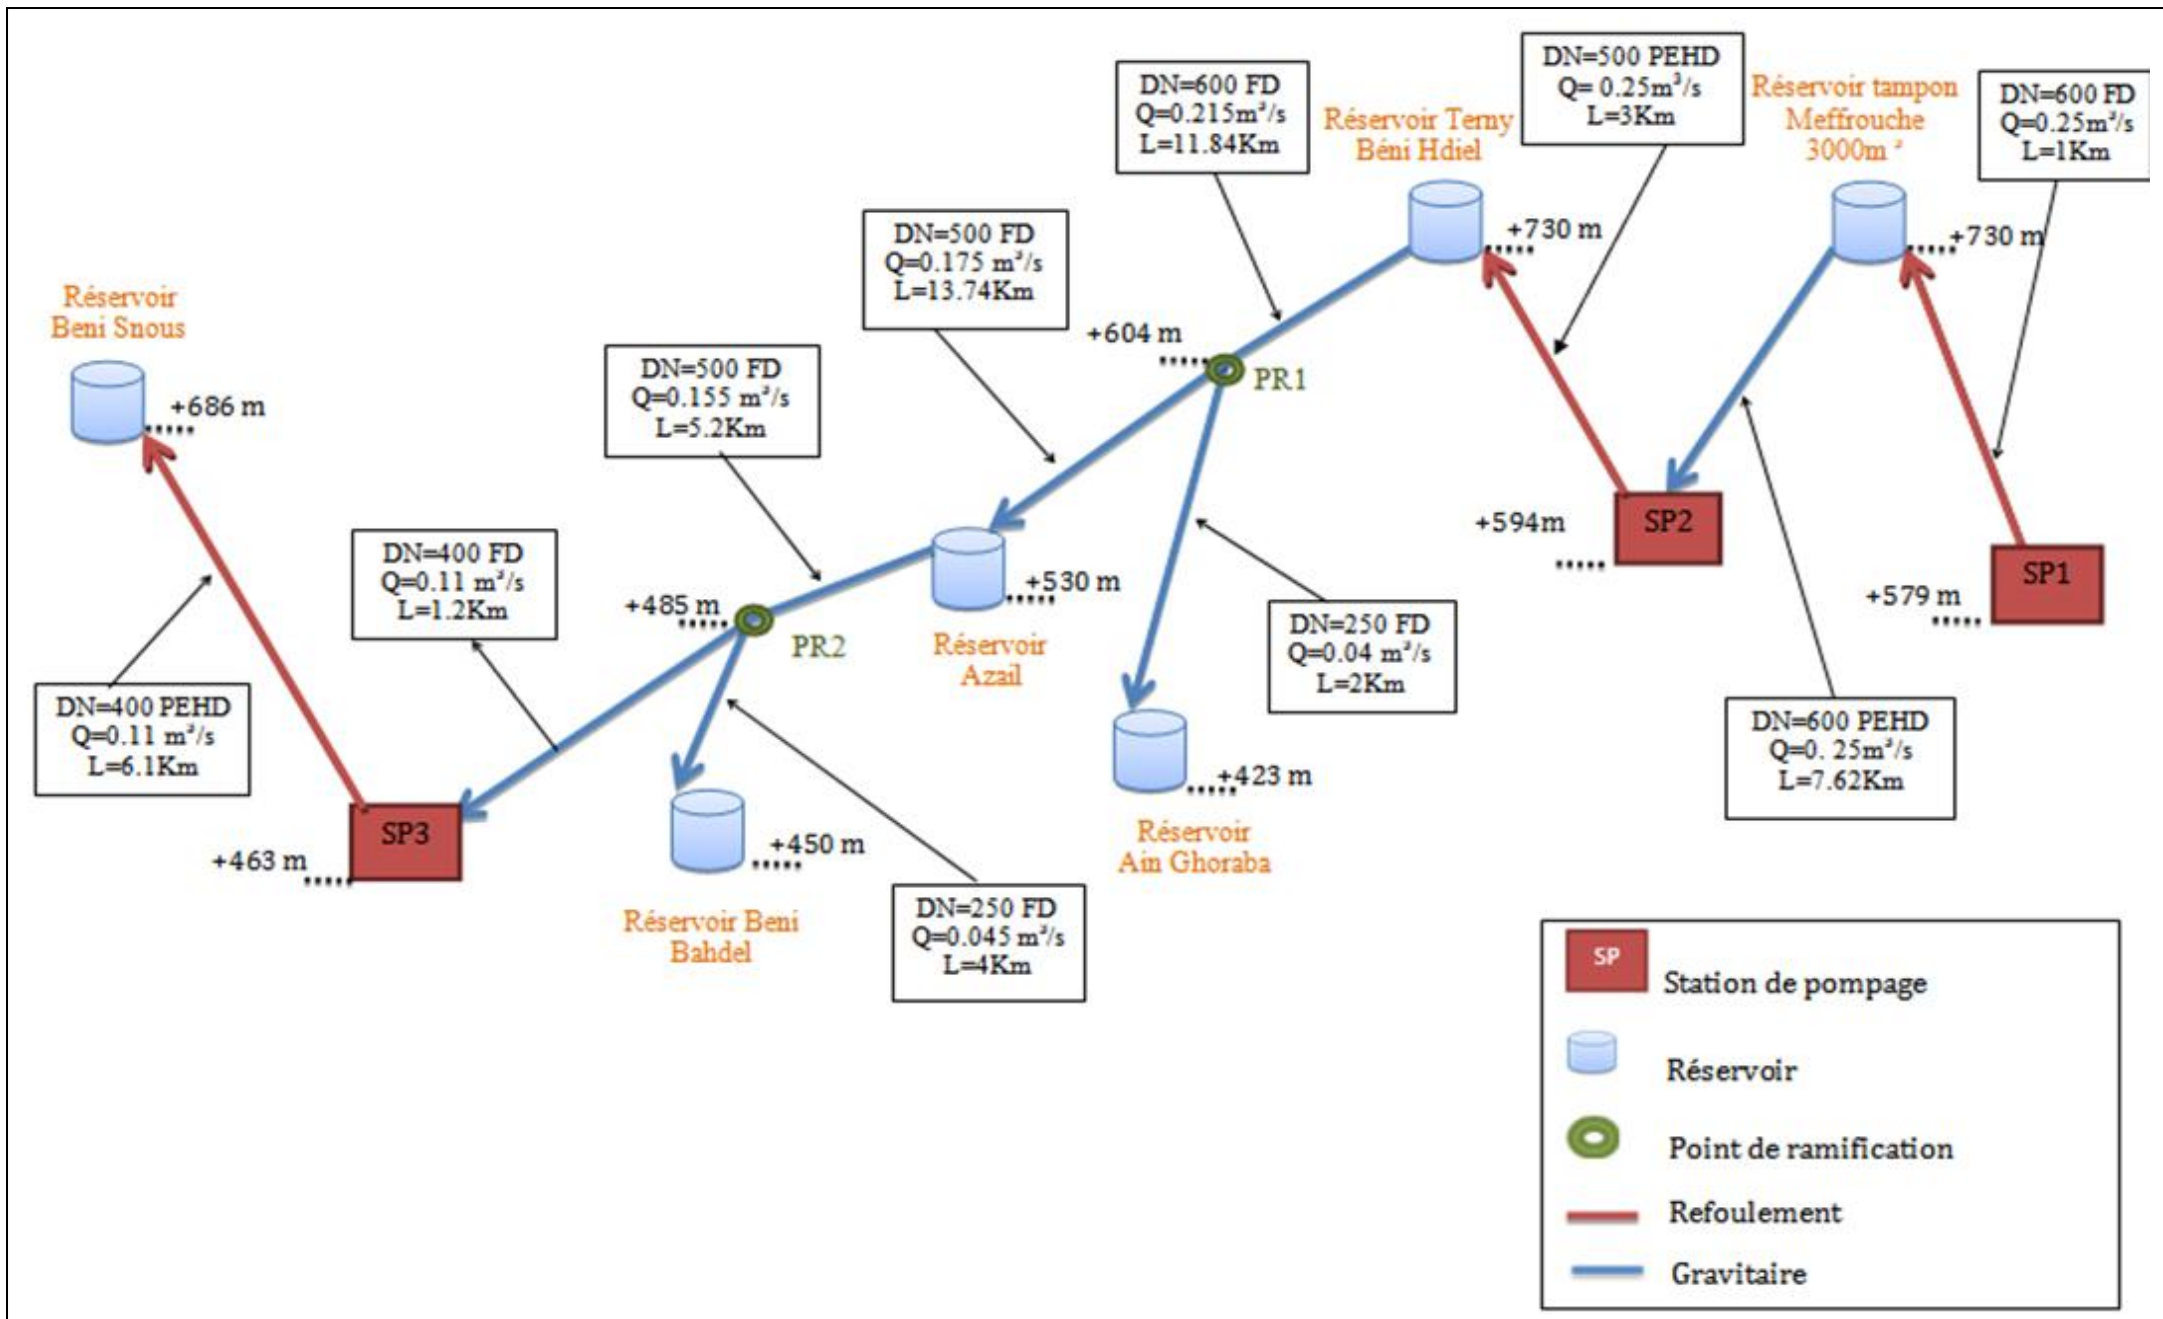 DN=600 FD
Q=0.215m³/s
L=11.84Km
Réservoir Terny
Béni Hdiel
DN=500 PEHD
Q= 0.25m³/s
L=3Km
Réservoir tampon
Meffrouche
3000m ³
DN=600 FD
Q=0.25m³/s
L=1Km
+730 m
+730 m
DN=500 FD
Q=0.175 m³/s
L=13.74Km
Réservoir
Beni Snous
+686 m
+604 m
PR1
DN=500 FD
Q=0.155 m³/s
L=5.2Km
DN=400 FD
Q=0.11 m³/s
L=1.2Km
+594m
SP2
SP1
+579 m
+530 m
Réservoir
Azail
+485 m
PR2
DN=250 FD
Q=0.04 m³/s
L=2Km
DN=400 PEHD
Q=0.11 m³/s
L=6.1Km
DN=600 PEHD
Q=0. 25m³/s
L=7.62Km
+423 m
Réservoir
Ain Ghoraba
SP3
+463 m
+450 m
Réservoir Beni
Bahdel
DN=250 FD
Q=0.045 m³/s
L=4Km
SP
Station de pompage
Réservoir
Point de ramification
Refoulement
Gravitaire